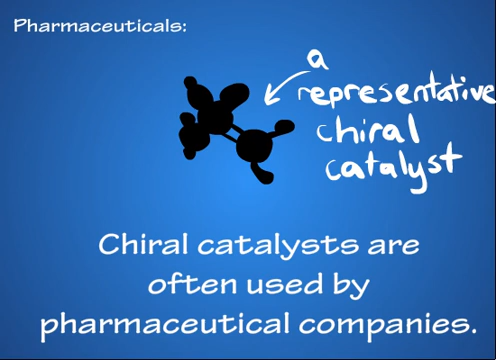 Pharmaceuticals:
a
representative
chiral
catalyst
Chiral catalysts are
often used by
pharmaceutical companies.